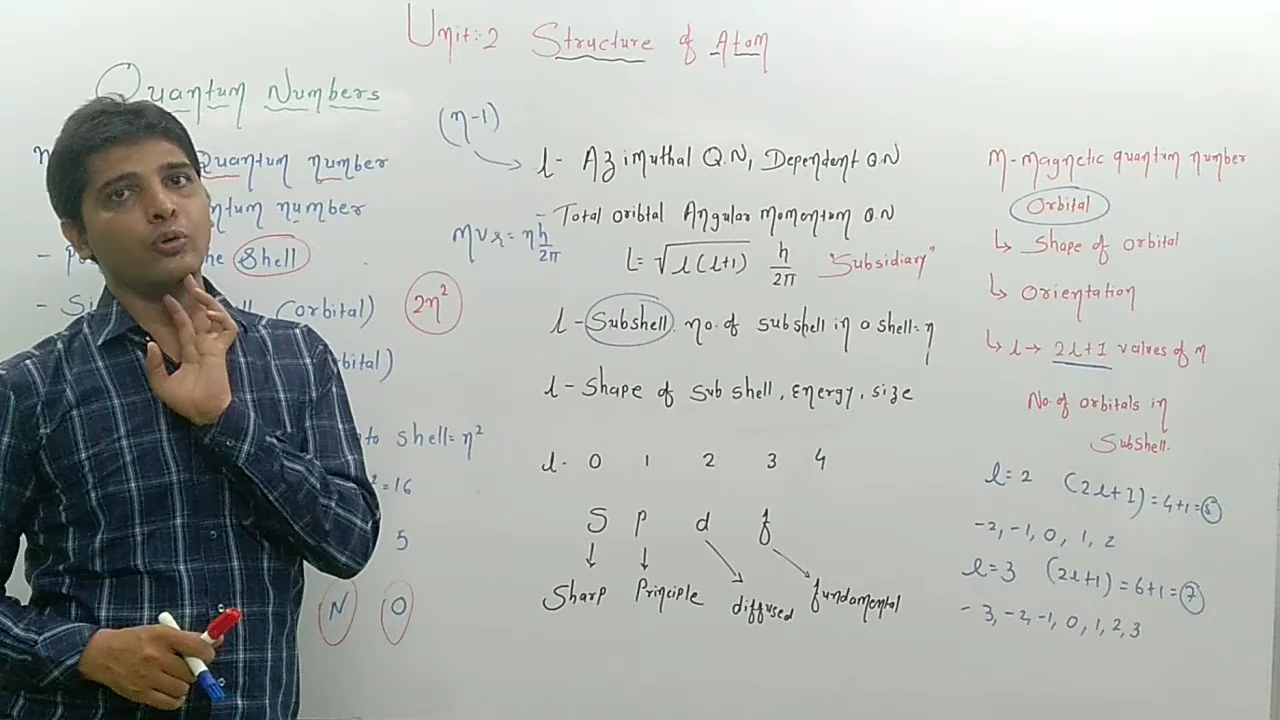 Unit:2 Structure of Atom
Quantum Numbers
Quantum number
number
Shell
(orbital) 2n²
to shell=n²
=16
5
N O
(n-1)
l- Azimuthal Q.N, Dependent Q.N
- Total oribtal Angular Momentum Q.N
mvr= nh/2π
L= √l(l+1) h/2π "Subsidiary"
l- Subshell. no. of subshell in a shell= n
l- Shape of sub shell, energy, size
l- 0 1 2 3 4
S p d f
Sharp Principle diffused fundamental
m-magnetic quantum number
Orbital
↳ Shape of orbital
↳ Orientation
↳ l→ 2l+1 values of m
No. of orbitals in
Subshell.
l=2 (2l+1)=4+1=5
-2,-1, 0, 1, 2
l=3 (2l+1)=6+1=7
-3,-2,-1, 0, 1, 2, 3